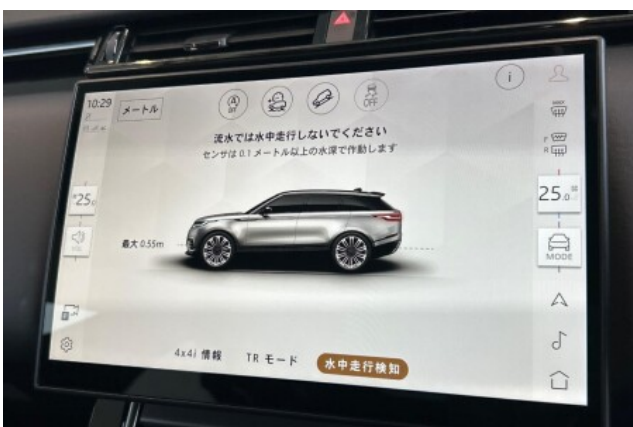 10:29
メートル
OFF
流水では水中走行しないでください
センサは 0.1 メートル以上の水深で作動します
25.
25.0
最大 0.55m
MODE
4x4i 情報
TR モード
水中走行検知